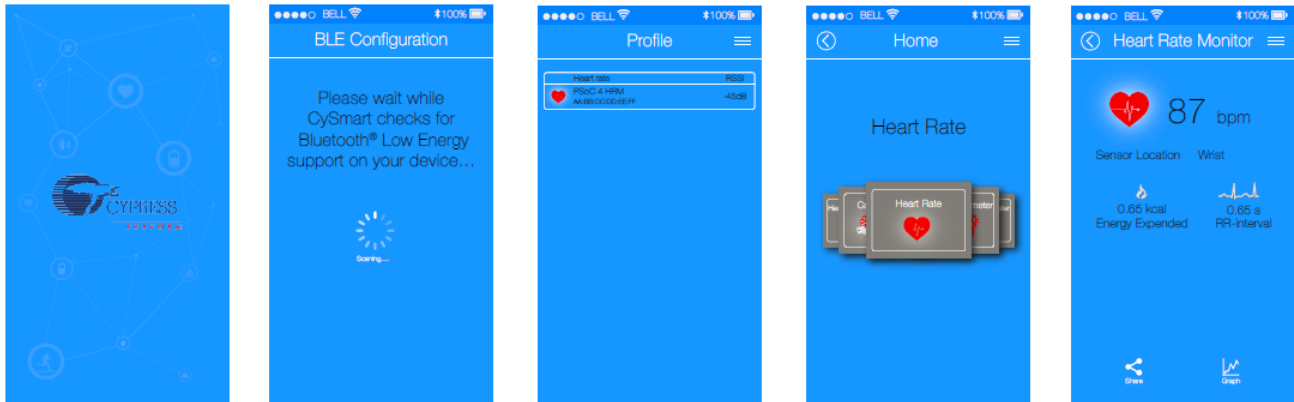 CYPRESS
BELL
100%
BLE Configuration
Please wait while
CySmart checks for
Bluetooth® Low Energy
support on your device...
BELL
100%
Profile
Heart rate RSSI
PSoC 4 HRM
AA:BB:CC:DD:EE:FF
-45dB
BELL
100%
Home
Heart Rate
Heart Rate
BELL
100%
Heart Rate Monitor
87 bpm
Sensor Location Wrist
0.65 kcal
Energy Expended
0.65 s
RR-interval
Share
Graph